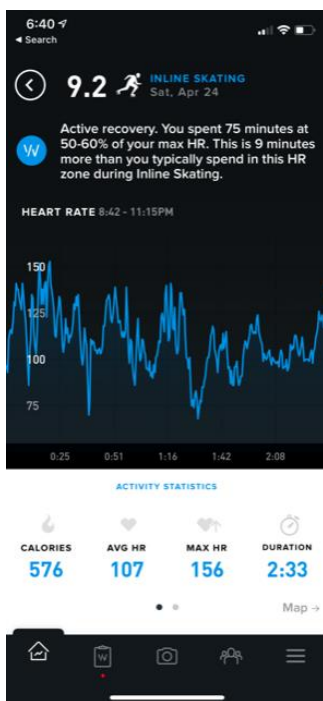 6:40
◄ Search
9.2 INLINE SKATING
Sat, Apr 24
W
Active recovery. You spent 75 minutes at
50-60% of your max HR. This is 9 minutes
more than you typically spend in this HR
zone during Inline Skating.
HEART RATE 8:42 - 11:15PM
150
125
100
75
0:25 0:51 1:16 1:42 2:08
ACTIVITY STATISTICS
CALORIES AVG HR MAX HR DURATION
576 107 156 2:33
Map →
W